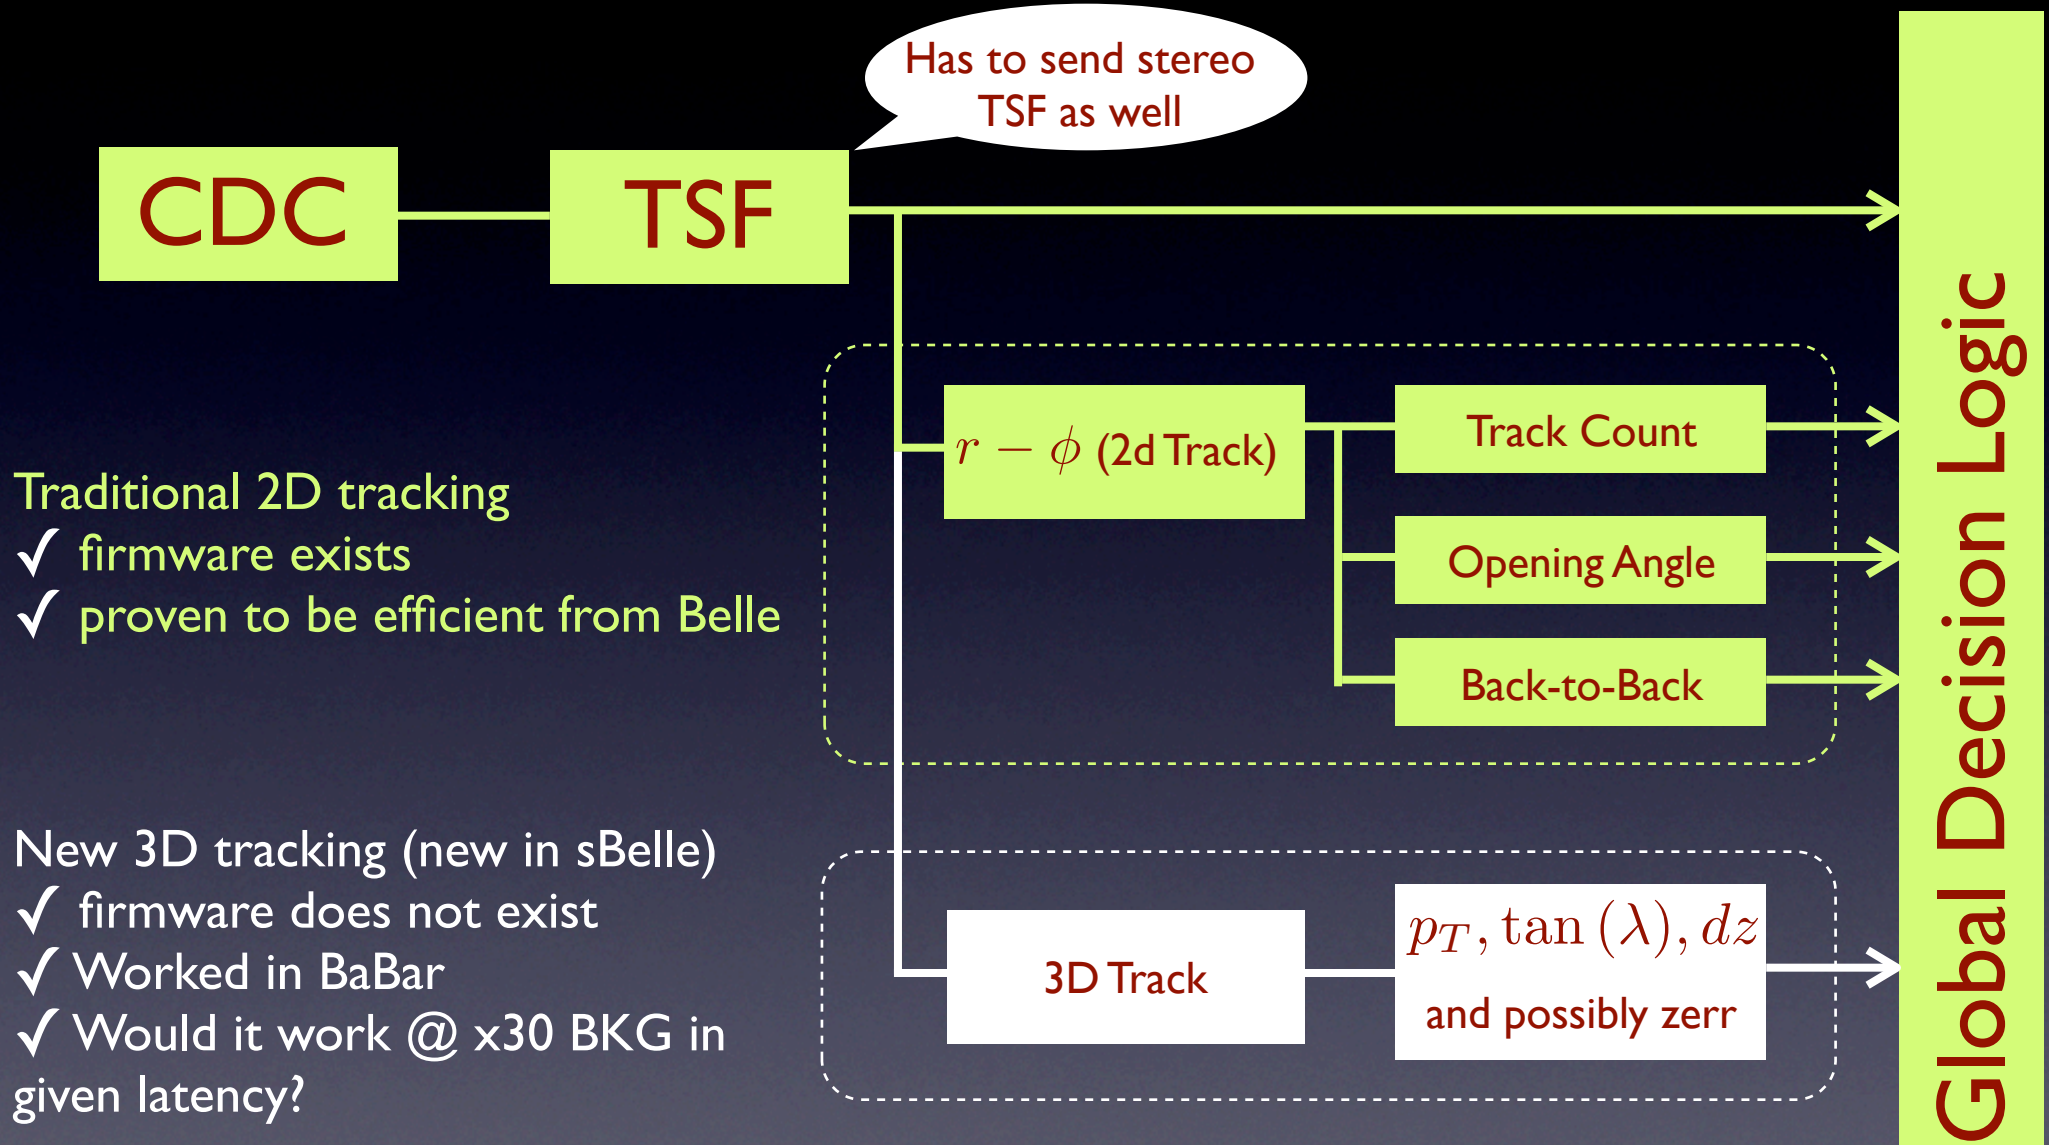 Has to send stereo
TSF as well
CDC
TSF
r − ϕ (2d Track)
Track Count
Opening Angle
Back-to-Back
Traditional 2D tracking
✓ firmware exists
✓ proven to be efficient from Belle
New 3D tracking (new in sBelle)
✓ firmware does not exist
✓ Worked in BaBar
✓ Would it work @ x30 BKG in
given latency?
3D Track
p_T, tan (λ), dz
and possibly zerr
Global Decision Logic